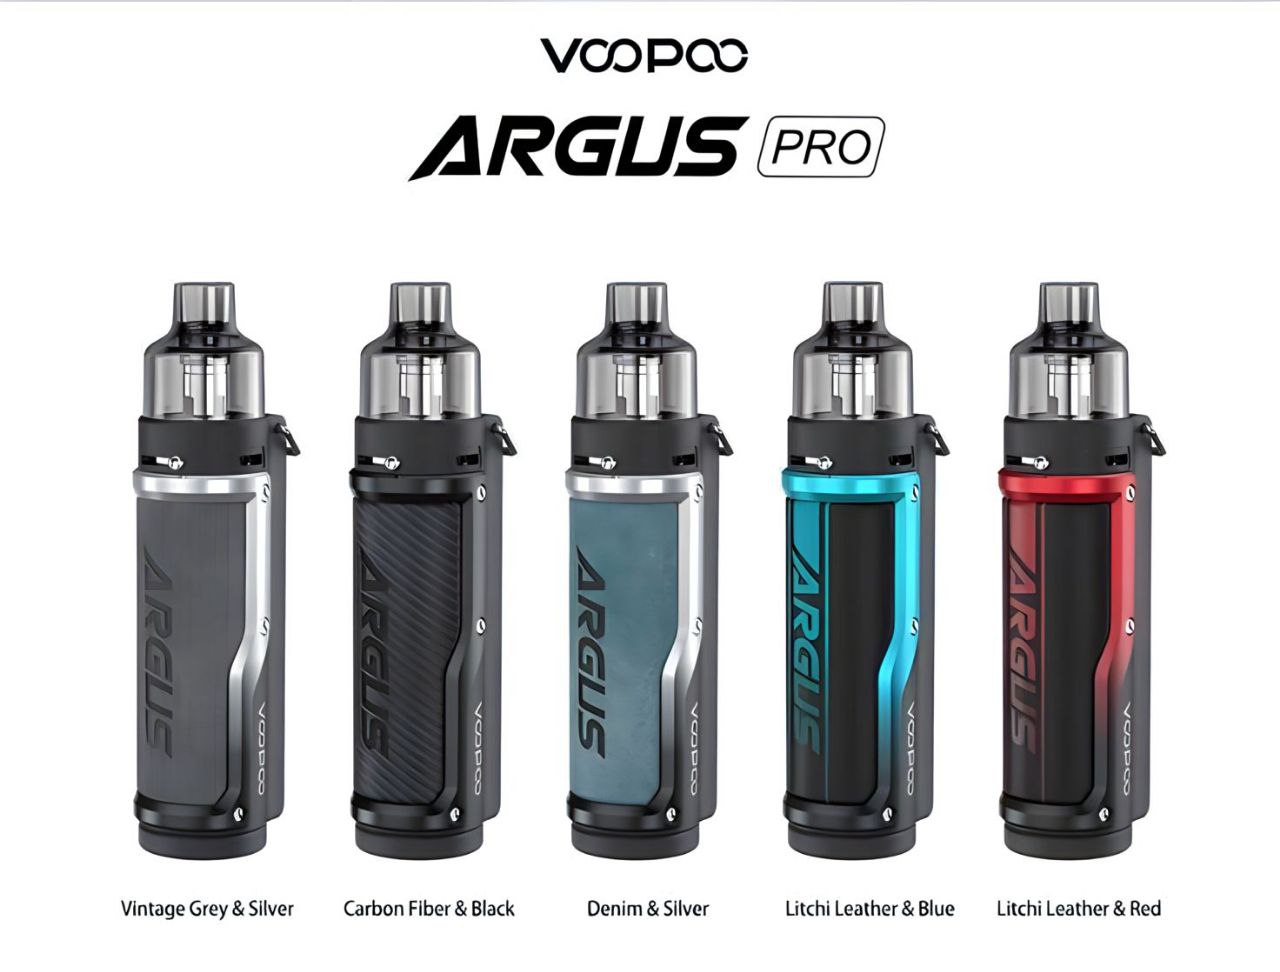 VOOPOO
ARGUS PRO
ARGUS
VOOPOO
ARGUS
VOOPOO
ARGUS
VOOPOO
ARGUS
VOOPOO
ARGUS
VOOPOO
Vintage Grey & Silver
Carbon Fiber & Black
Denim & Silver
Litchi Leather & Blue
Litchi Leather & Red